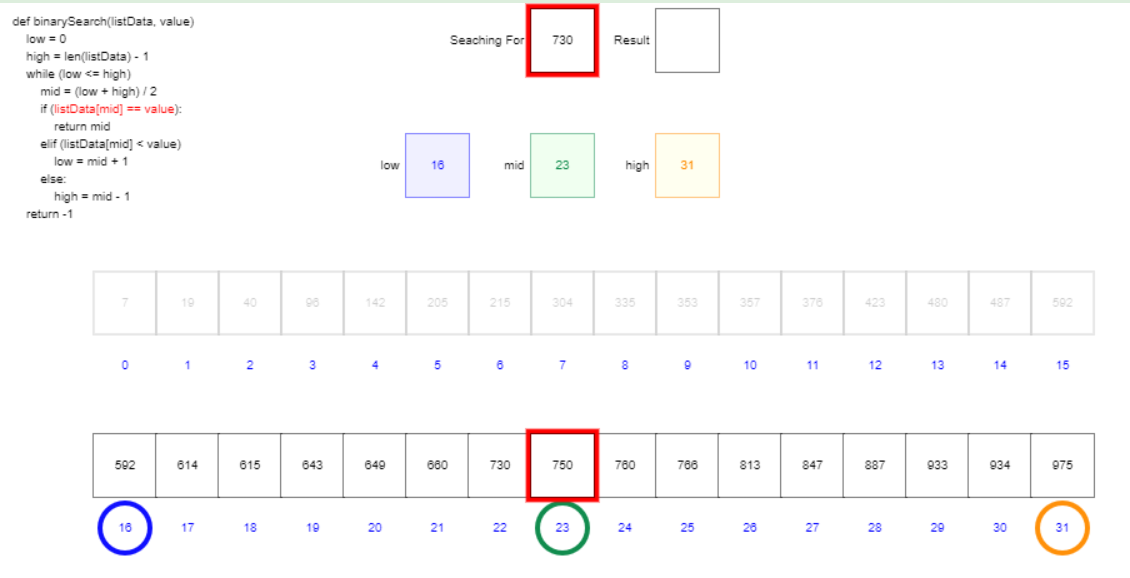 def binarySearch(listData, value)
low = 0
high = len(listData) - 1
while (low <= high)
mid = (low + high) / 2
if (listData[mid] == value):
return mid
elif (listData[mid] < value)
low = mid + 1
else:
high = mid - 1
return -1
Seaching For 730 Result
low 16 mid 23 high 31
7 19 40 96 142 205 215 304 335 353 357 376 423 480 487 592
0 1 2 3 4 5 6 7 8 9 10 11 12 13 14 15
592 614 615 643 649 660 730 750 760 766 813 847 887 933 934 975
16 17 18 19 20 21 22 23 24 25 26 27 28 29 30 31